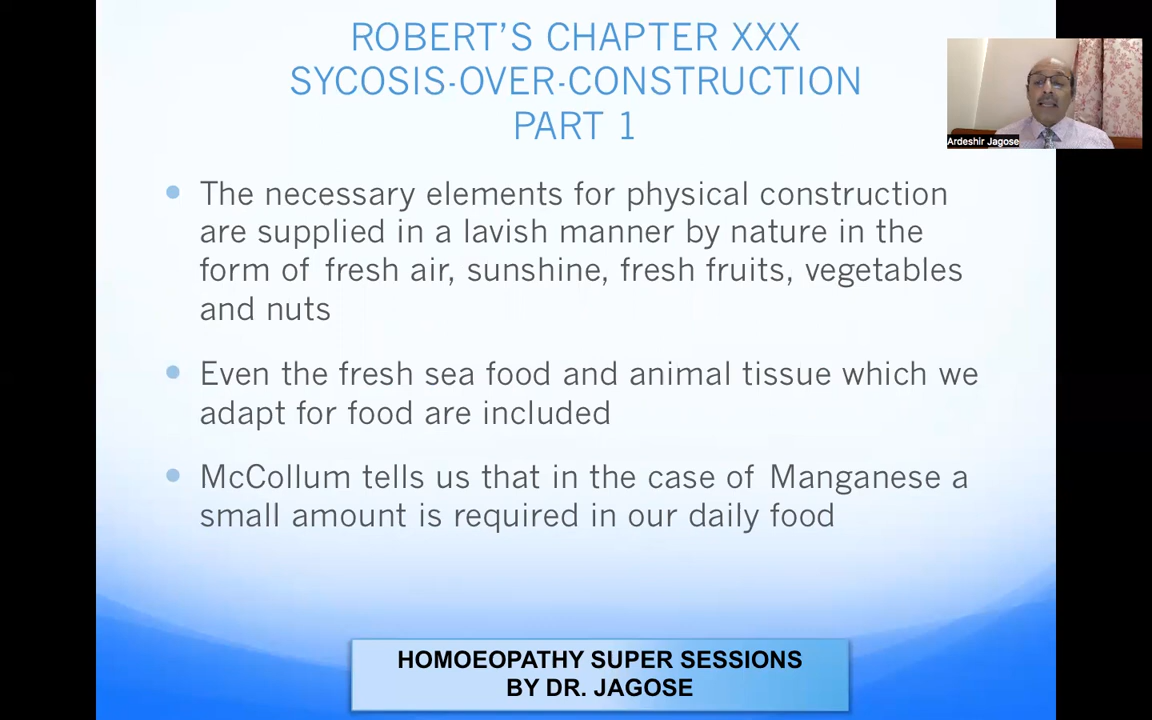 ROBERT'S CHAPTER XXX
SYCOSIS-OVER-CONSTRUCTION
PART 1
Ardeshir Jagose
The necessary elements for physical construction
are supplied in a lavish manner by nature in the
form of fresh air, sunshine, fresh fruits, vegetables
and nuts
Even the fresh sea food and animal tissue which we
adapt for food are included
McCollum tells us that in the case of Manganese a
small amount is required in our daily food
HOMOEOPATHY SUPER SESSIONS
BY DR. JAGOSE